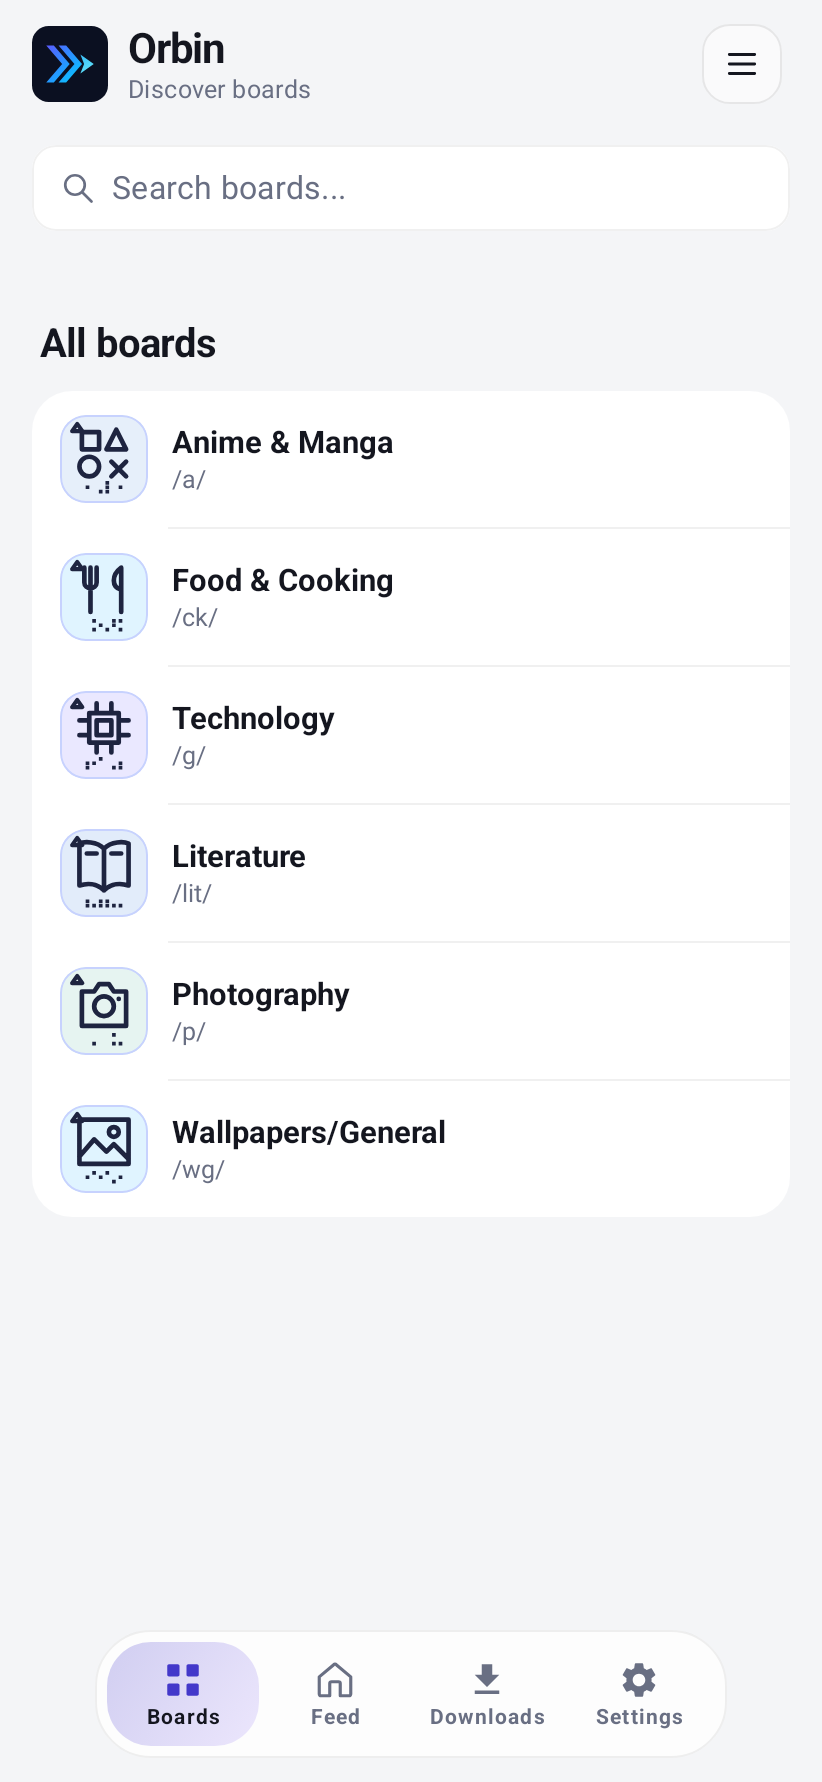 Orbin
Discover boards
Search boards...
All boards
Anime & Manga
/a/
Food & Cooking
/ck/
Technology
/g/
Literature
/lit/
Photography
/p/
Wallpapers/General
/wg/
Boards
Feed
Downloads
Settings